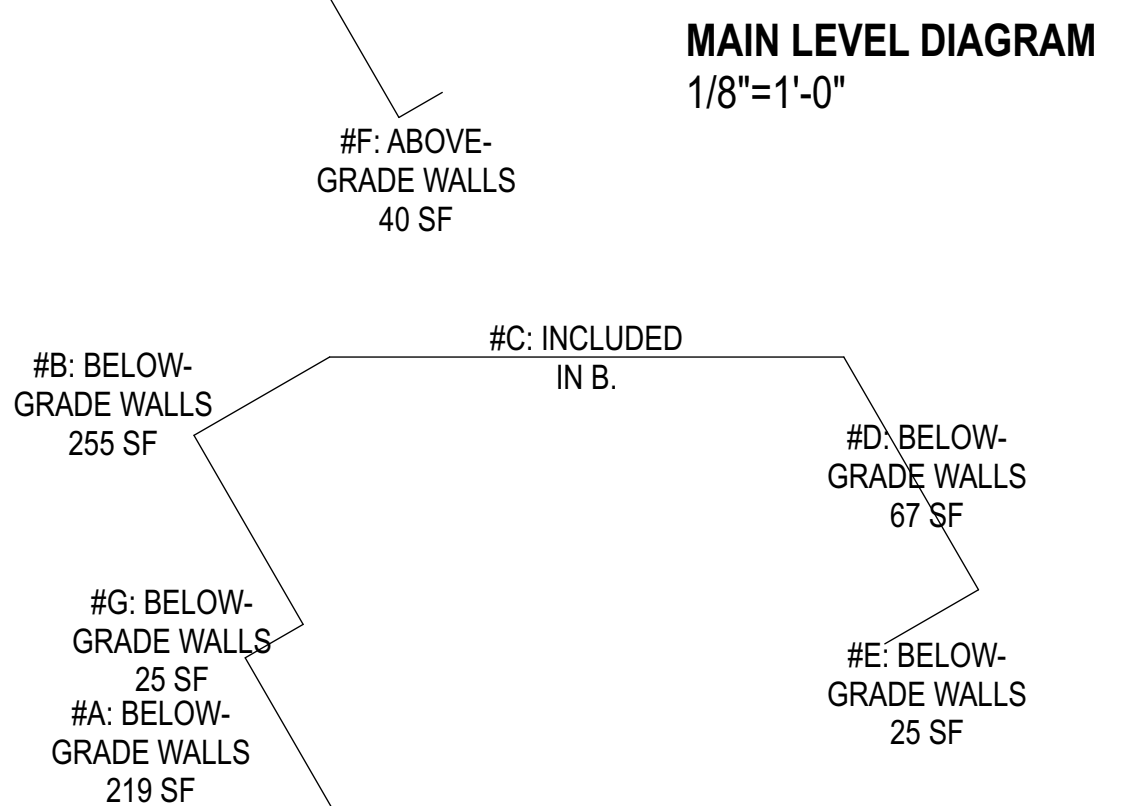 MAIN LEVEL DIAGRAM
1/8"=1'-0"
#F: ABOVE-
GRADE WALLS
40 SF
#C: INCLUDED
IN B.
#B: BELOW-
GRADE WALLS
255 SF
#D: BELOW-
GRADE WALLS
67 SF
#G: BELOW-
GRADE WALLS
25 SF
#E: BELOW-
GRADE WALLS
25 SF
#A: BELOW-
GRADE WALLS
219 SF